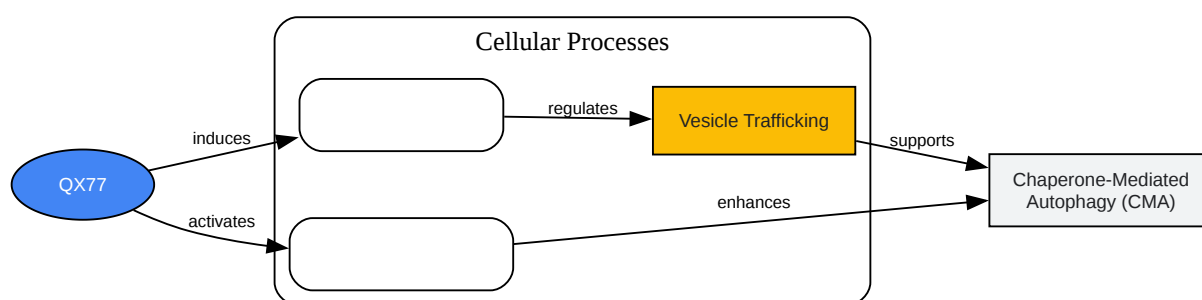 Cellular Processes
induces
regulates
Vesicle Trafficking
supports
QX77
Chaperone-Mediated
Autophagy (CMA)
activates
enhances